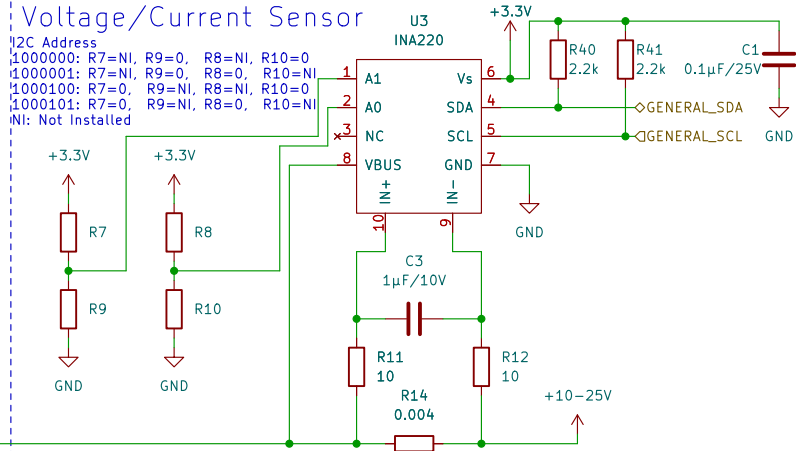 Voltage/Current Sensor
I2C Address
1000000: R7=NI, R9=0, R8=NI, R10=0
1000001: R7=NI, R9=0, R8=0, R10=NI
1000100: R7=0, R9=NI, R8=NI, R10=0
1000101: R7=0, R9=NI, R8=0, R10=NI
NI: Not Installed
U3
INA220
+3.3V
R40
2.2k
R41
2.2k
C1
0.1µF/25V
GND
1 A1
2 A0
3 NC
8 VBUS
Vs 6
SDA 4
SCL 5
GND 7
IN+
10
IN-
9
GENERAL_SDA
GENERAL_SCL
GND
+3.3V
+3.3V
R7
R8
R9
R10
GND
GND
C3
1µF/10V
R11
10
R12
10
R14
0.004
+10-25V